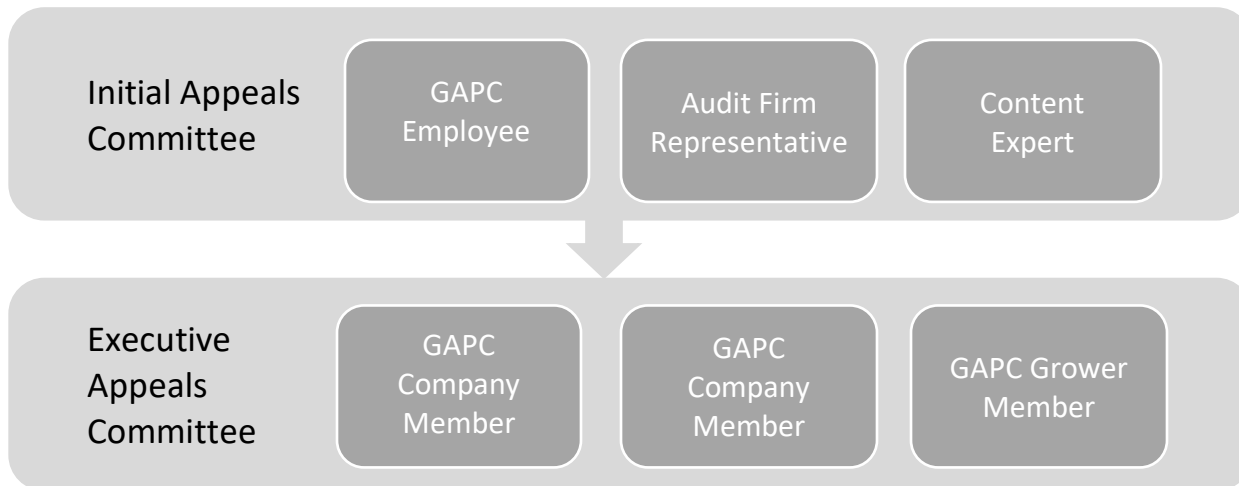 Initial Appeals
Committee
GAPC
Employee
Audit Firm
Representative
Content
Expert
Executive
Appeals
Committee
GAPC
Company
Member
GAPC
Company
Member
GAPC Grower
Member